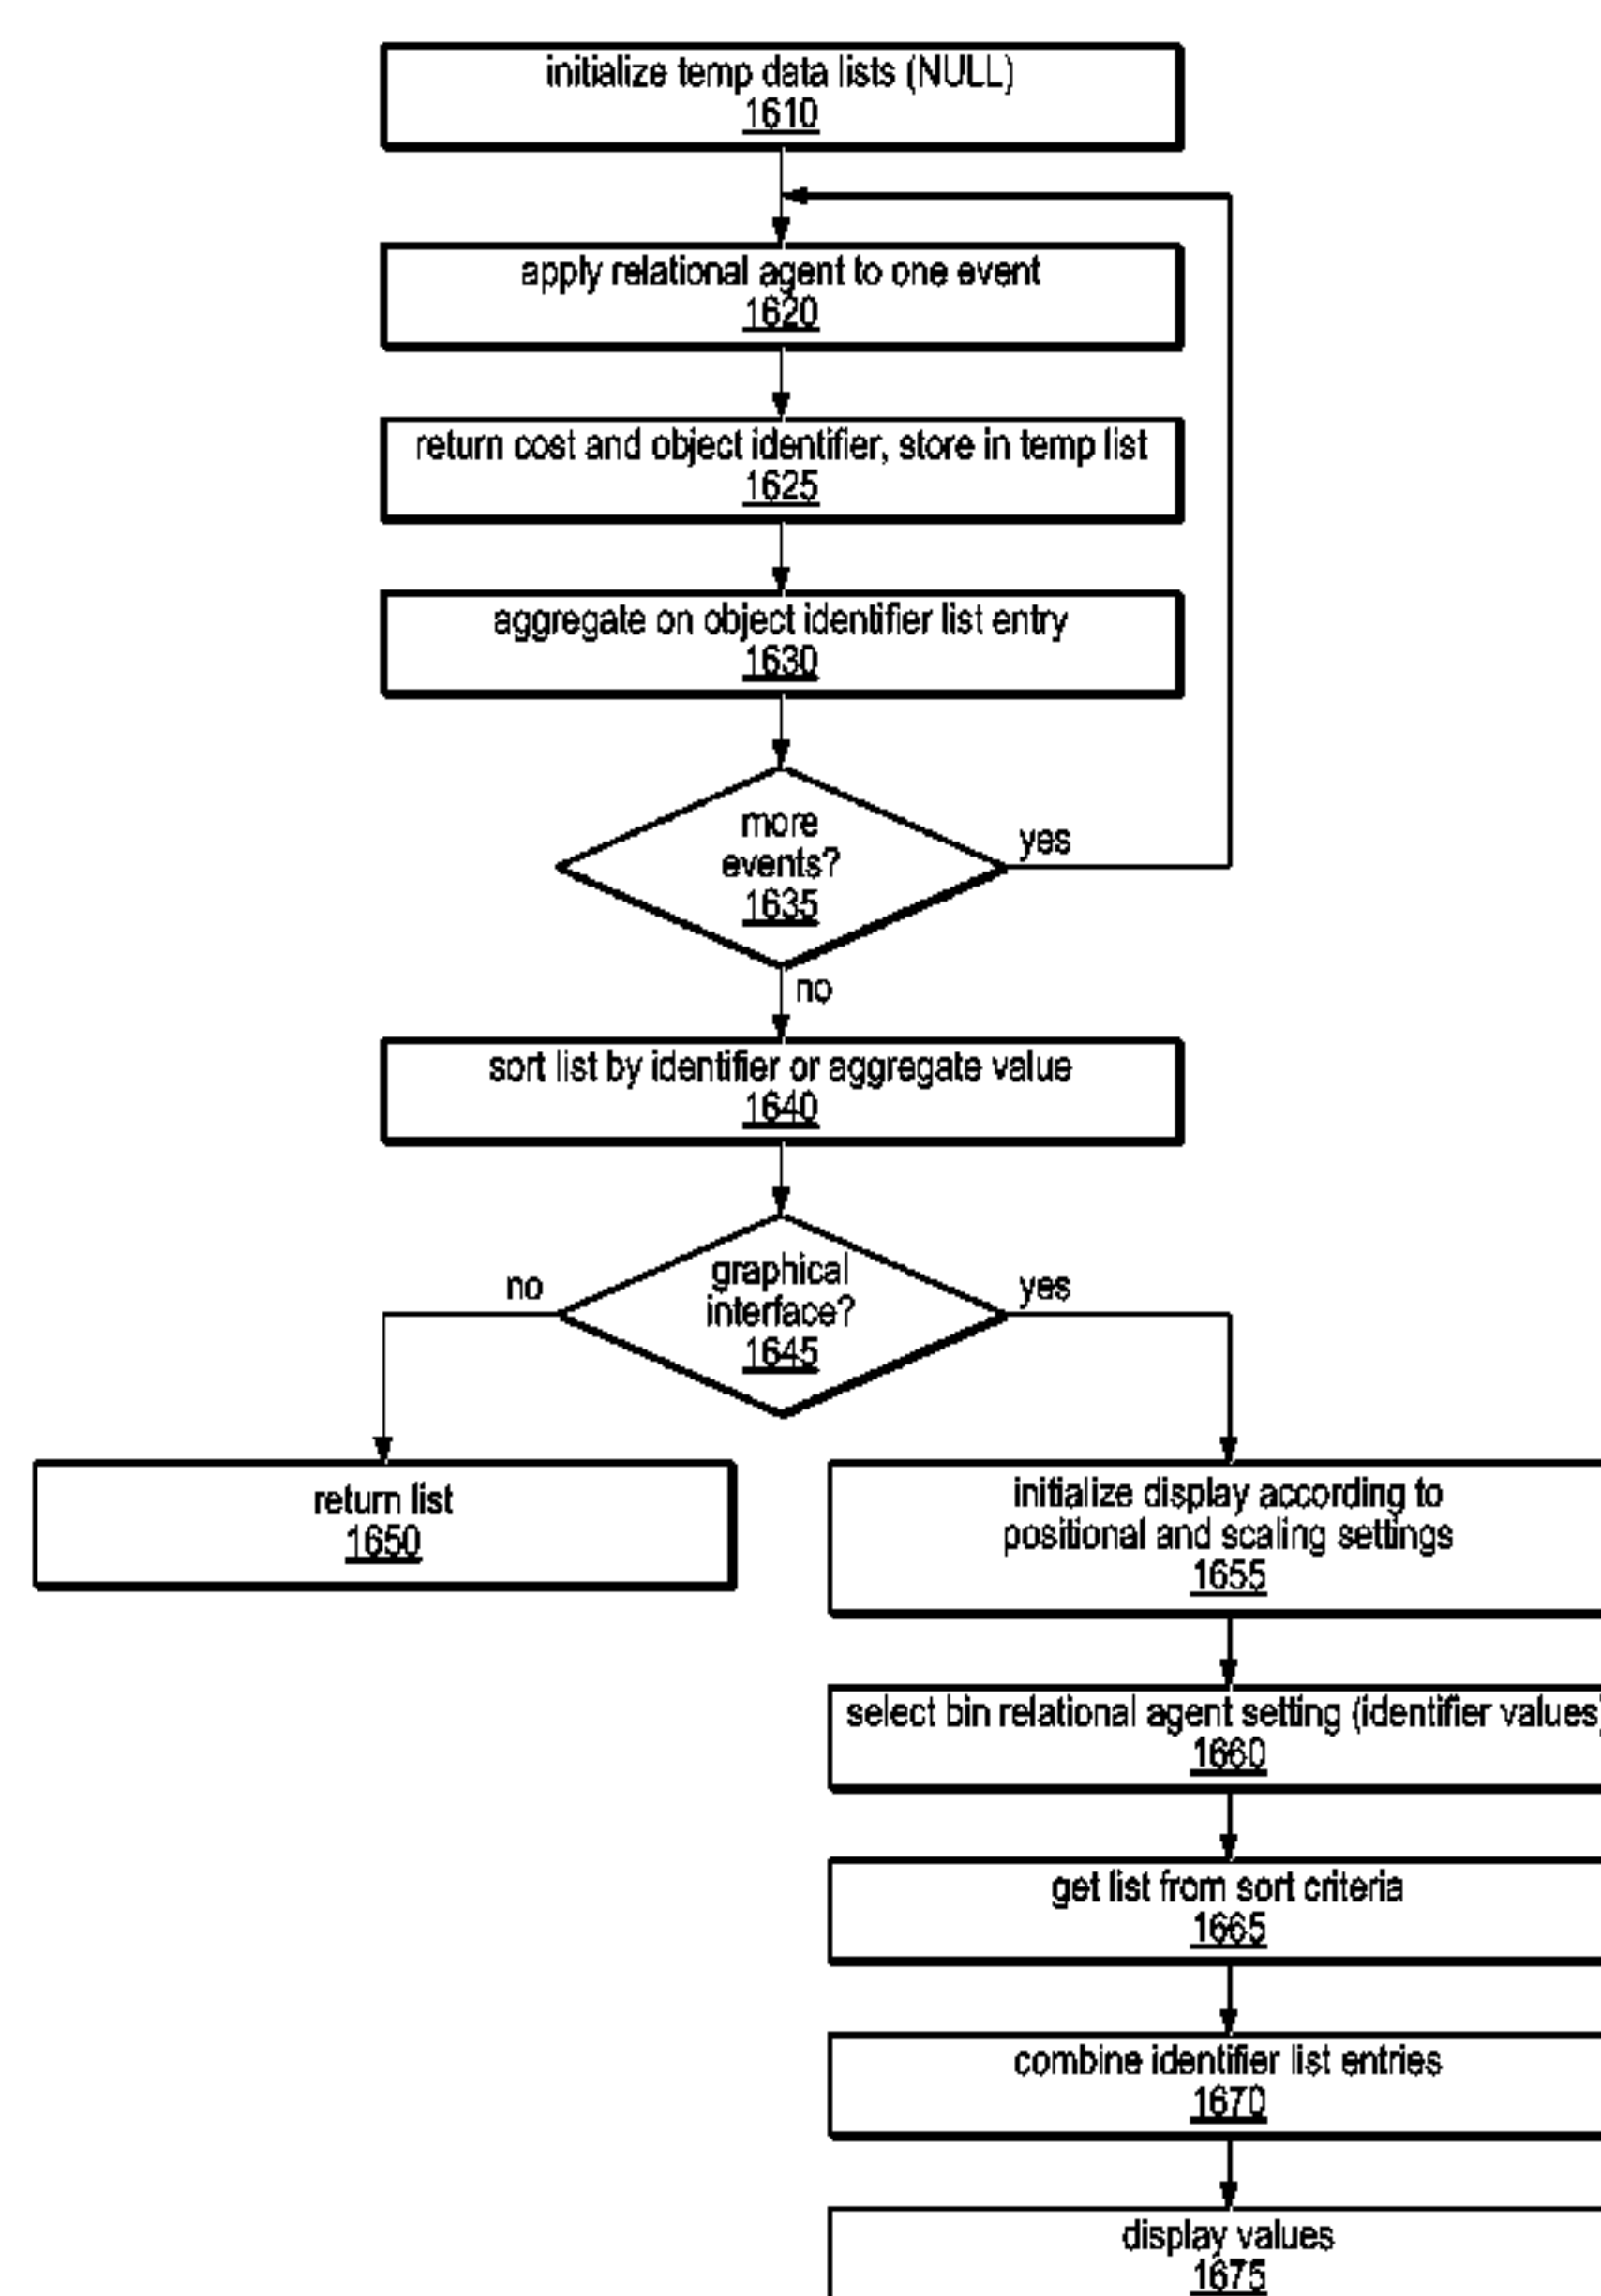 initialize temp data lists (NULL)
1610
apply relational agent to one event
1620
return cost and object identifier, store in temp list
1625
aggregate on object identifier list entry
1630
more
events?
1635
yes
no
sort list by identifier or aggregate value
1640
graphical
interface?
1645
no
yes
return list
1650
initialize display according to
positional and scaling settings
1655
select bin relational agent setting (identifier values)
1660
get list from sort criteria
1665
combine identifier list entries
1670
display values
1675